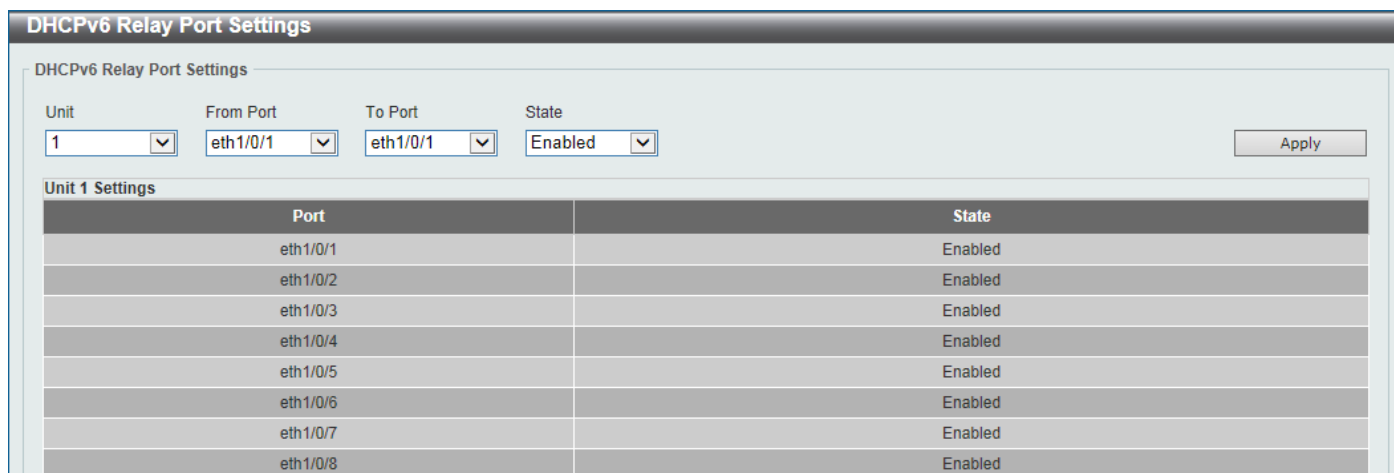 DHCPv6 Relay Port Settings
DHCPv6 Relay Port Settings
Unit From Port To Port State
1 eth1/0/1 eth1/0/1 Enabled Apply
Unit 1 Settings
Port State
eth1/0/1 Enabled
eth1/0/2 Enabled
eth1/0/3 Enabled
eth1/0/4 Enabled
eth1/0/5 Enabled
eth1/0/6 Enabled
eth1/0/7 Enabled
eth1/0/8 Enabled